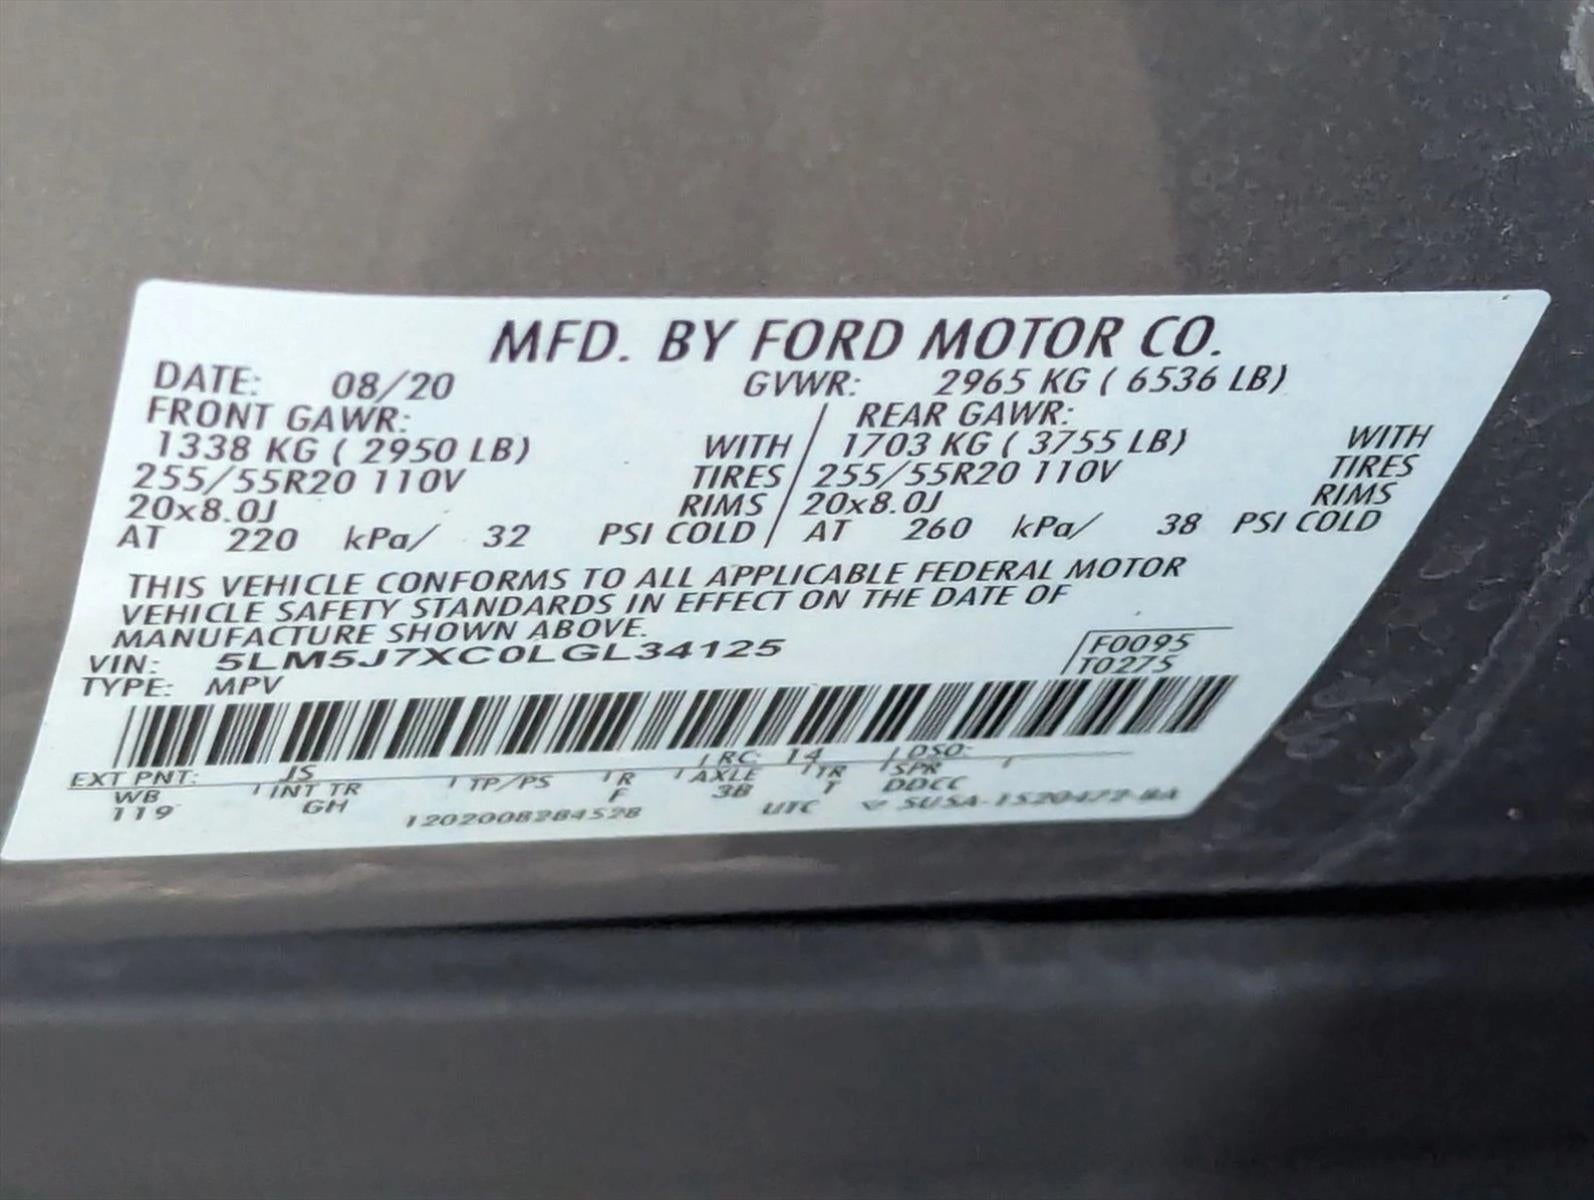 MFD. BY FORD MOTOR CO.
DATE: 08/20 GVWR: 2965 KG ( 6536 LB)
FRONT GAWR: / REAR GAWR:
1338 KG ( 2950 LB) WITH / 1703 KG ( 3755 LB) WITH
255/55R20 110V TIRES / 255/55R20 110V TIRES
20x8.0J RIMS / 20x8.0J RIMS
AT 220 kPa/ 32 PSI COLD / AT 260 kPa/ 38 PSI COLD
THIS VEHICLE CONFORMS TO ALL APPLICABLE FEDERAL MOTOR
VEHICLE SAFETY STANDARDS IN EFFECT ON THE DATE OF
MANUFACTURE SHOWN ABOVE.
VIN: 5LM5J7XC0LGL34125 F0095
TYPE: MPV T0275
EXT PNT: JS RC: 14 DSO:
WB INT TR TP/PS R AXLE TR SPR
119 GH F 3B T DDCC
1202008284528 UTC